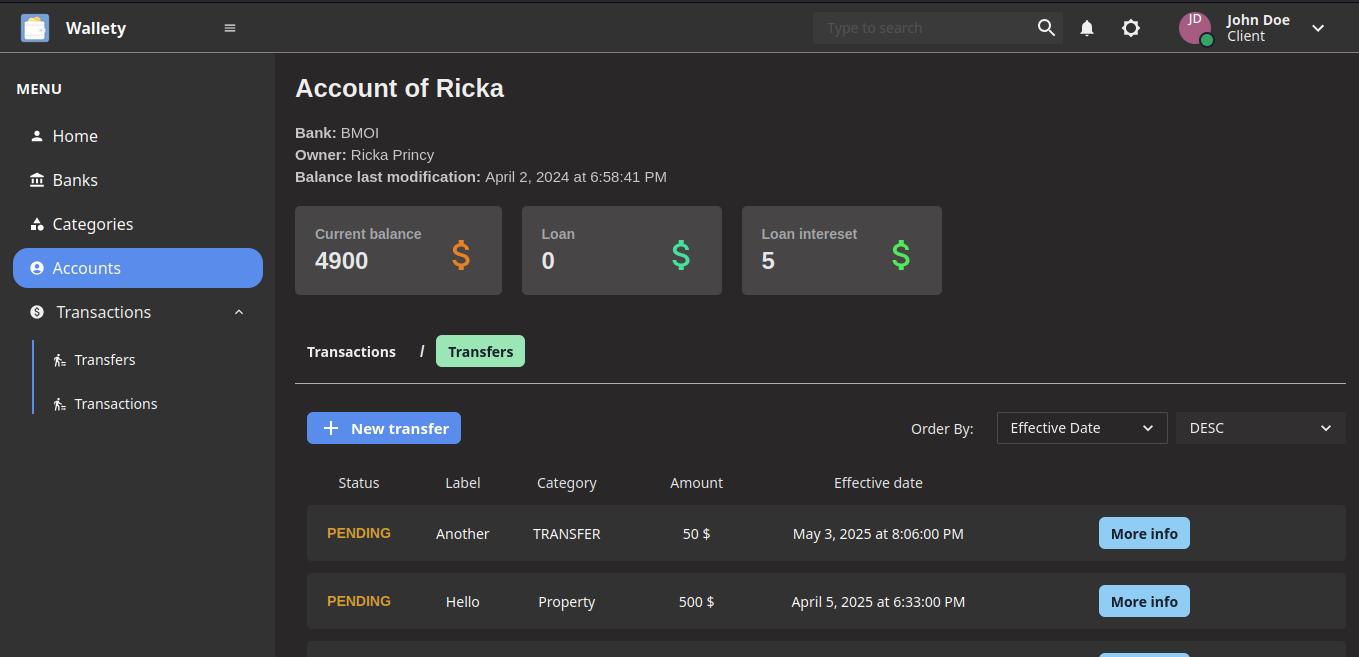 Wallety
Type to search
JD
John Doe
Client
MENU
Home
Banks
Categories
Accounts
Transactions
Transfers
Transactions
Account of Ricka
Bank: BMOI
Owner: Ricka Princy
Balance last modification: April 2, 2024 at 6:58:41 PM
Current balance
4900
$
Loan
0
$
Loan intereset
5
$
Transactions / Transfers
New transfer
Order By: Effective Date DESC
Status Label Category Amount Effective date
PENDING Another TRANSFER 50 $ May 3, 2025 at 8:06:00 PM More info
PENDING Hello Property 500 $ April 5, 2025 at 6:33:00 PM More info